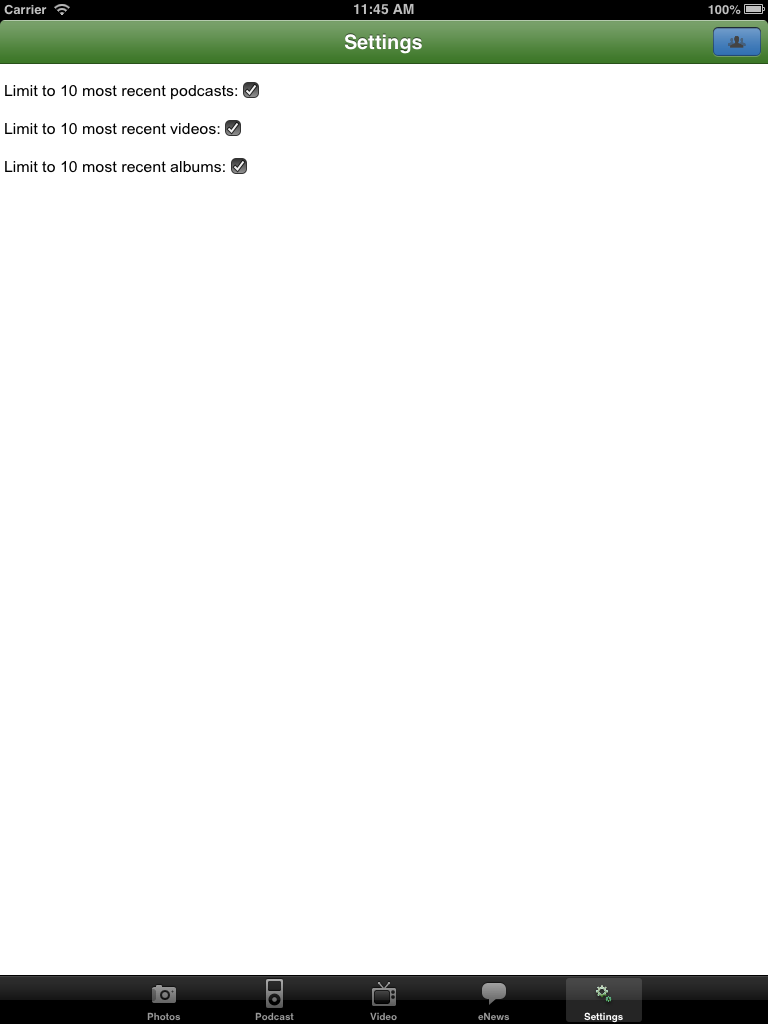 Carrier 11:45 AM 100%
Settings
Limit to 10 most recent podcasts:
Limit to 10 most recent videos:
Limit to 10 most recent albums:
Photos Podcast Video eNews Settings